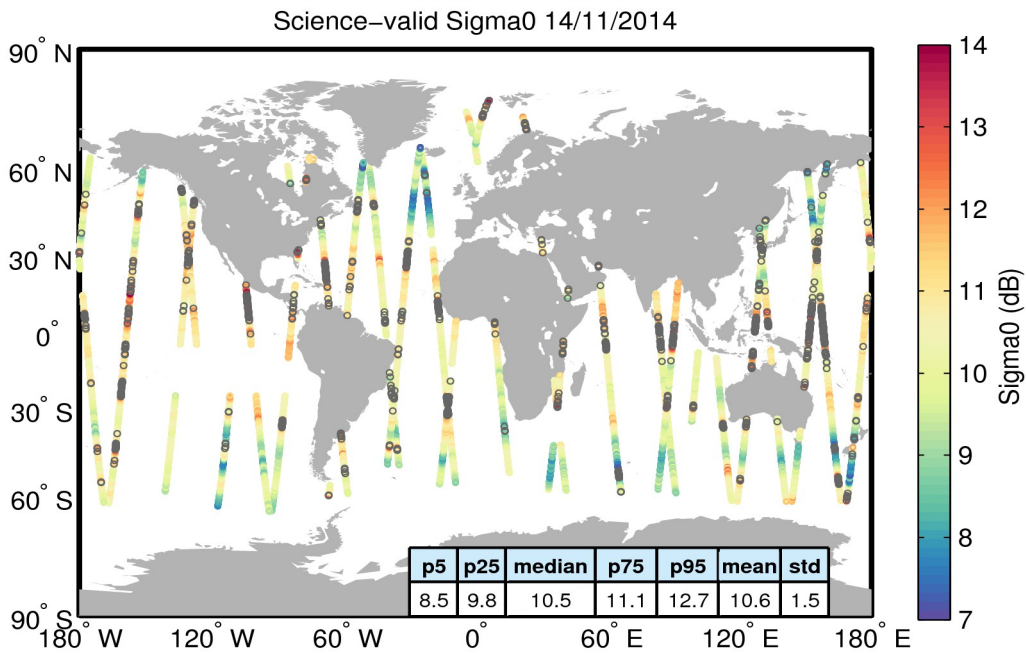 Science−valid Sigma0 14/11/2014
90° N
60° N
30° N
0°
30° S
60° S
90° S
180° W
120° W
60° W
0°
60° E
120° E
180° E
p5 p25 median p75 p95 mean std
8.5 9.8 10.5 11.1 12.7 10.6 1.5
14
13
12
11
10
9
8
7
Sigma0 (dB)